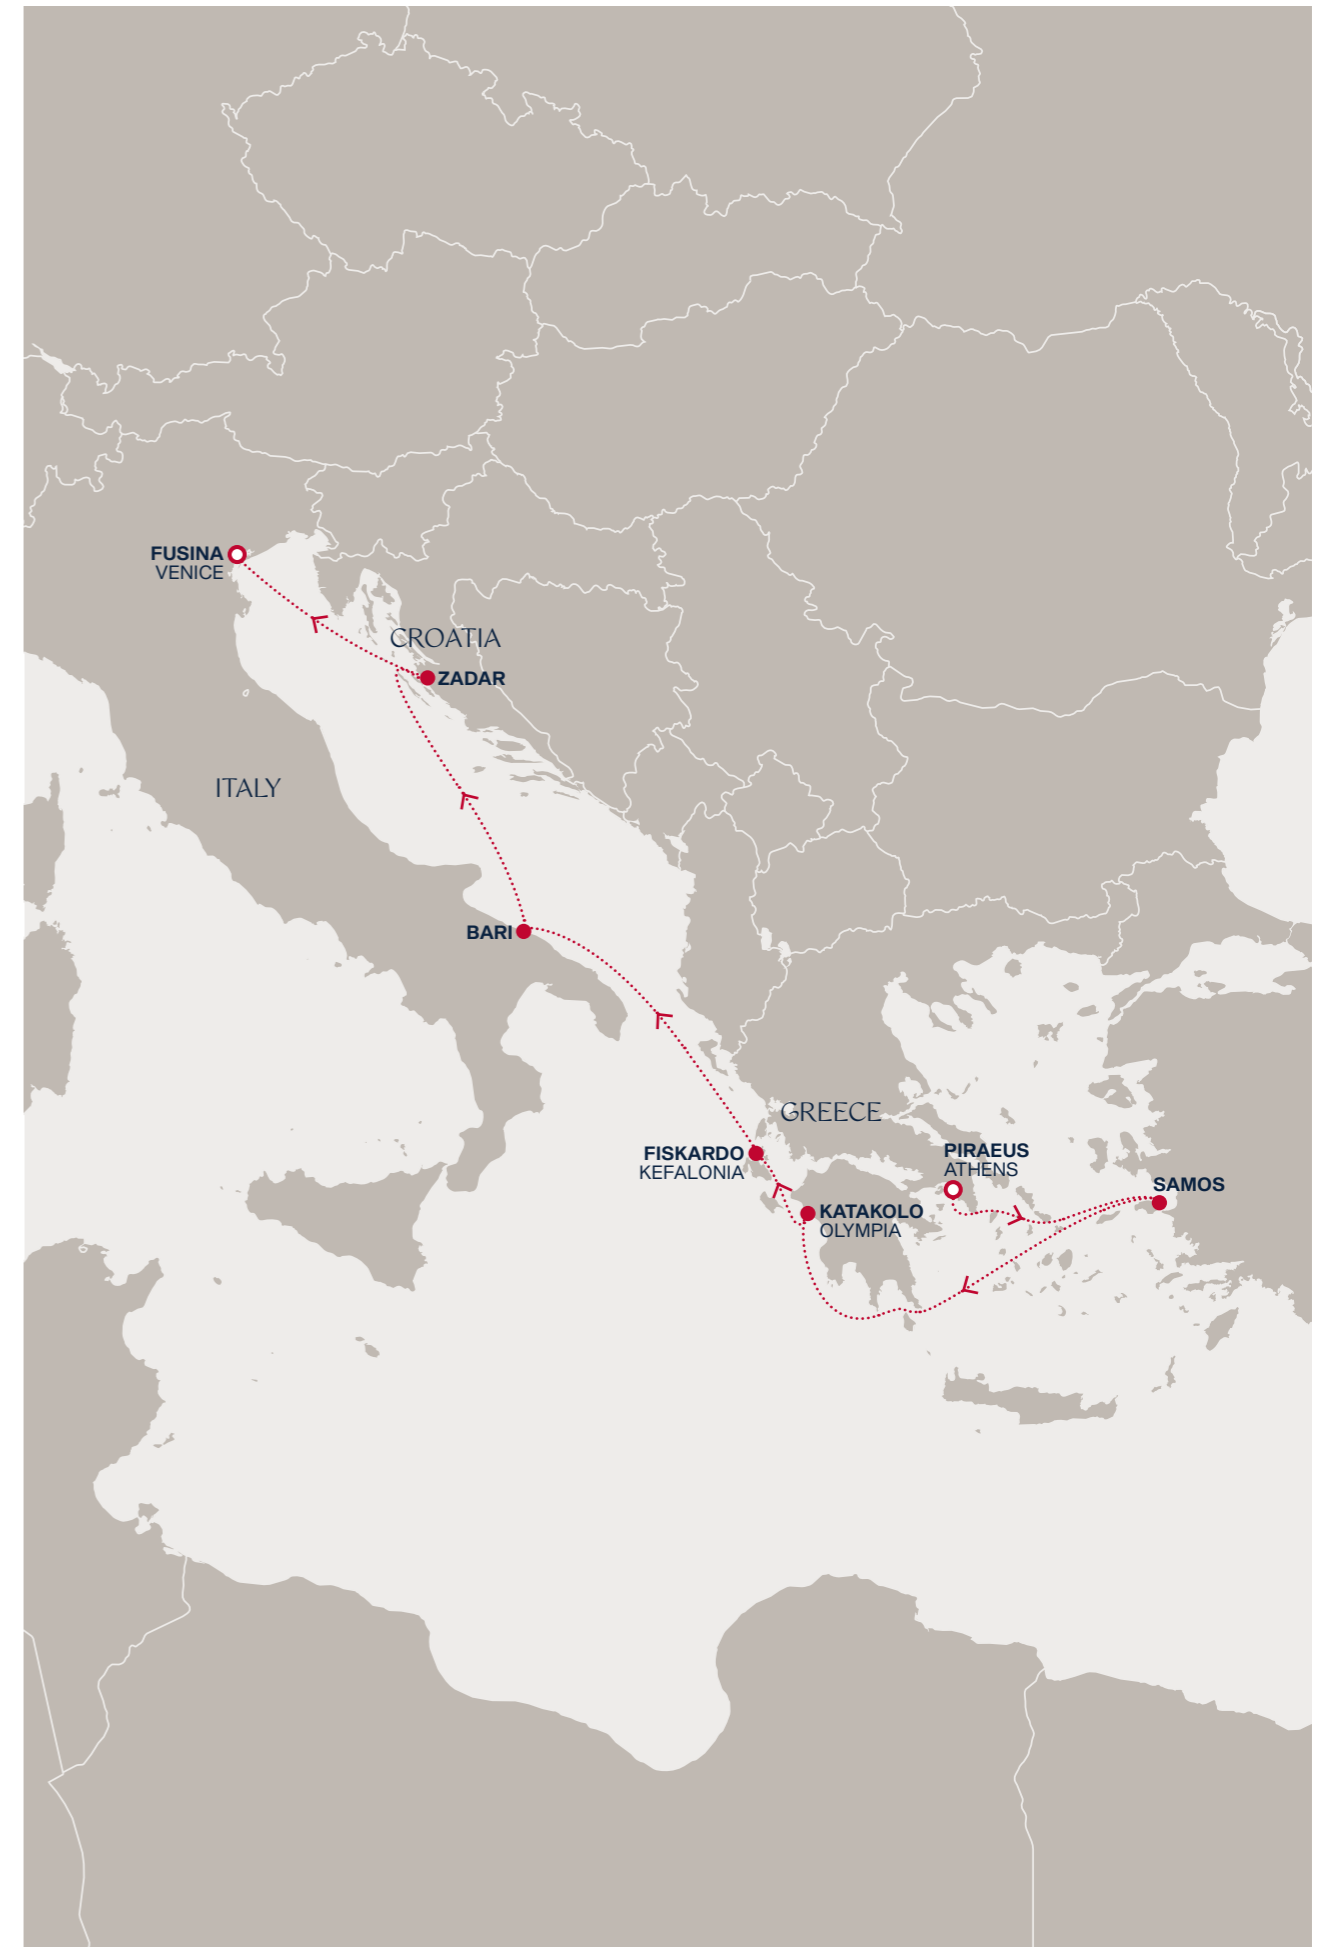 FUSINA
VENICE
CROATIA
ZADAR
ITALY
BARI
GREECE
FISKARDO
KEFALONIA
PIRAEUS
ATHENS
SAMOS
KATAKOLO
OLYMPIA